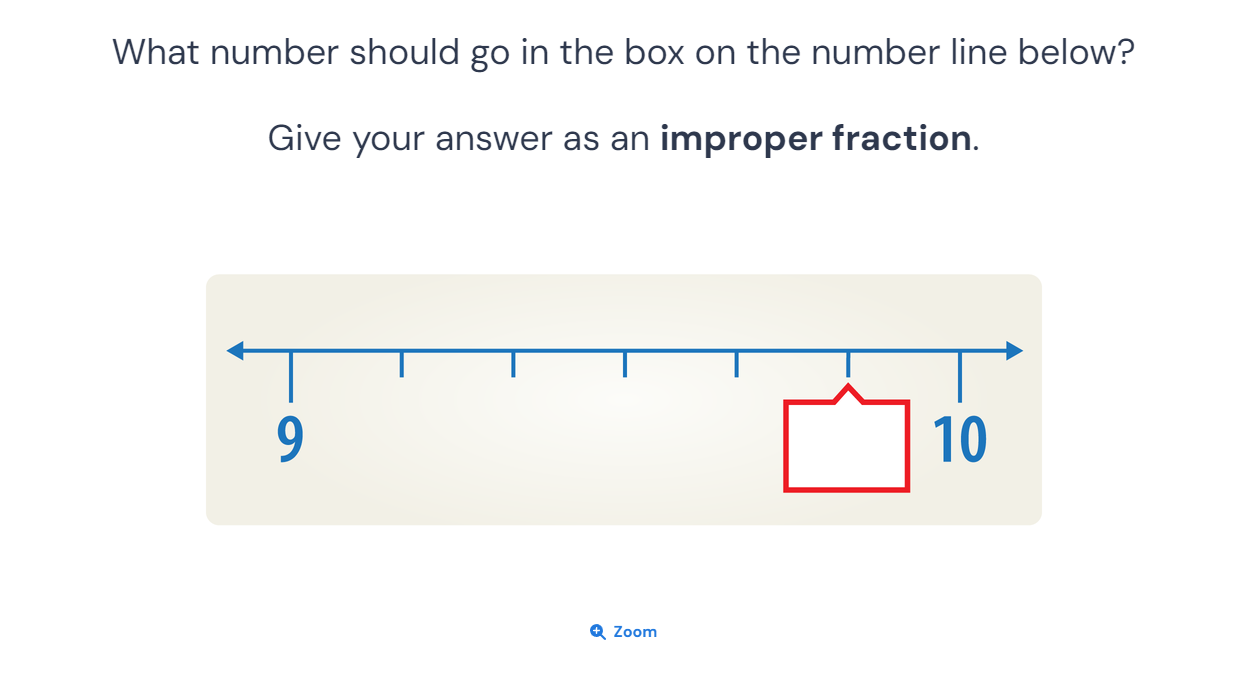 What number should go in the box on the number line below?
Give your answer as an improper fraction.
9
10
Zoom